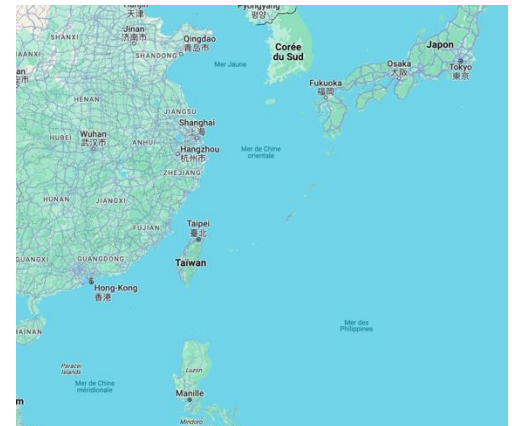 Tianjin
天津
Pyongyang
평양
Jinan
济南市
SHANXI
Qingdao
青岛市
SHANDONG
Corée
du Sud
Japon
Mer Jaune
Osaka
大阪
Tokyo
東京
Fukuoka
福岡
HENAN
JIANGSU
Shanghai
上海
HUBEI
Wuhan
武汉市
ANHUI
Hangzhou
杭州市
Mer de Chine
orientale
ZHEJIANG
HUNAN
JIANGXI
FUJIAN
Taipei
臺北
GUANGXI
GUANGDONG
Taïwan
Hong-Kong
香港
HAINAN
Mer des
Philippines
Paracel
Islands
Luzon
Mer de Chine
méridionale
Manille
Mindoro